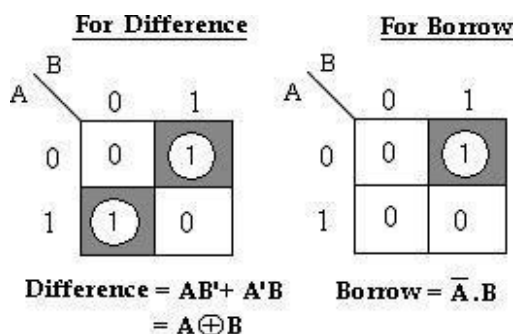 For Difference
For Borrow
B
A
0 1
0 0 1
1 1 0
B
A
0 1
0 0 1
1 0 0
Difference = AB'+ A'B
= A⊕B
Borrow = A̅.B